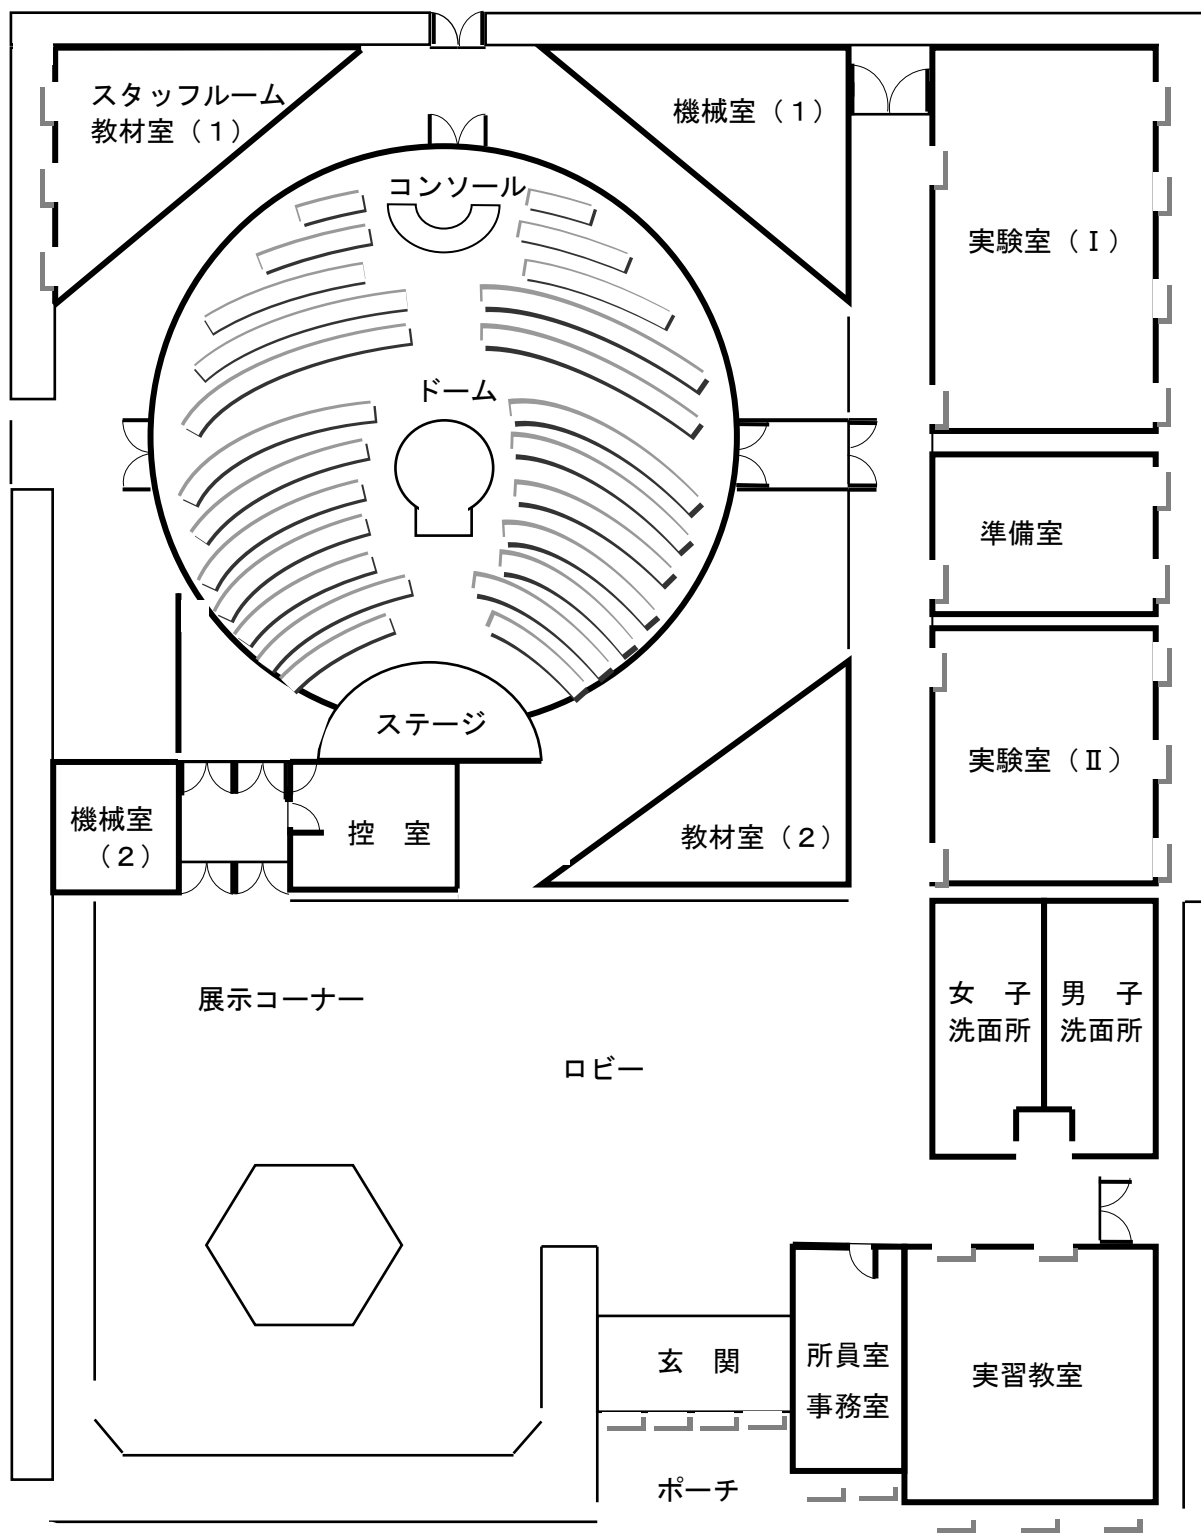 スタッフルーム
教材室（１）
機械室（１）
コンソール
実験室（Ⅰ）
ドーム
準備室
ステージ
実験室（Ⅱ）
機械室
（２）
控　室
教材室（２）
展示コーナー
女　子
洗面所
男　子
洗面所
ロビー
玄　関
所員室
事務室
実習教室
ポーチ